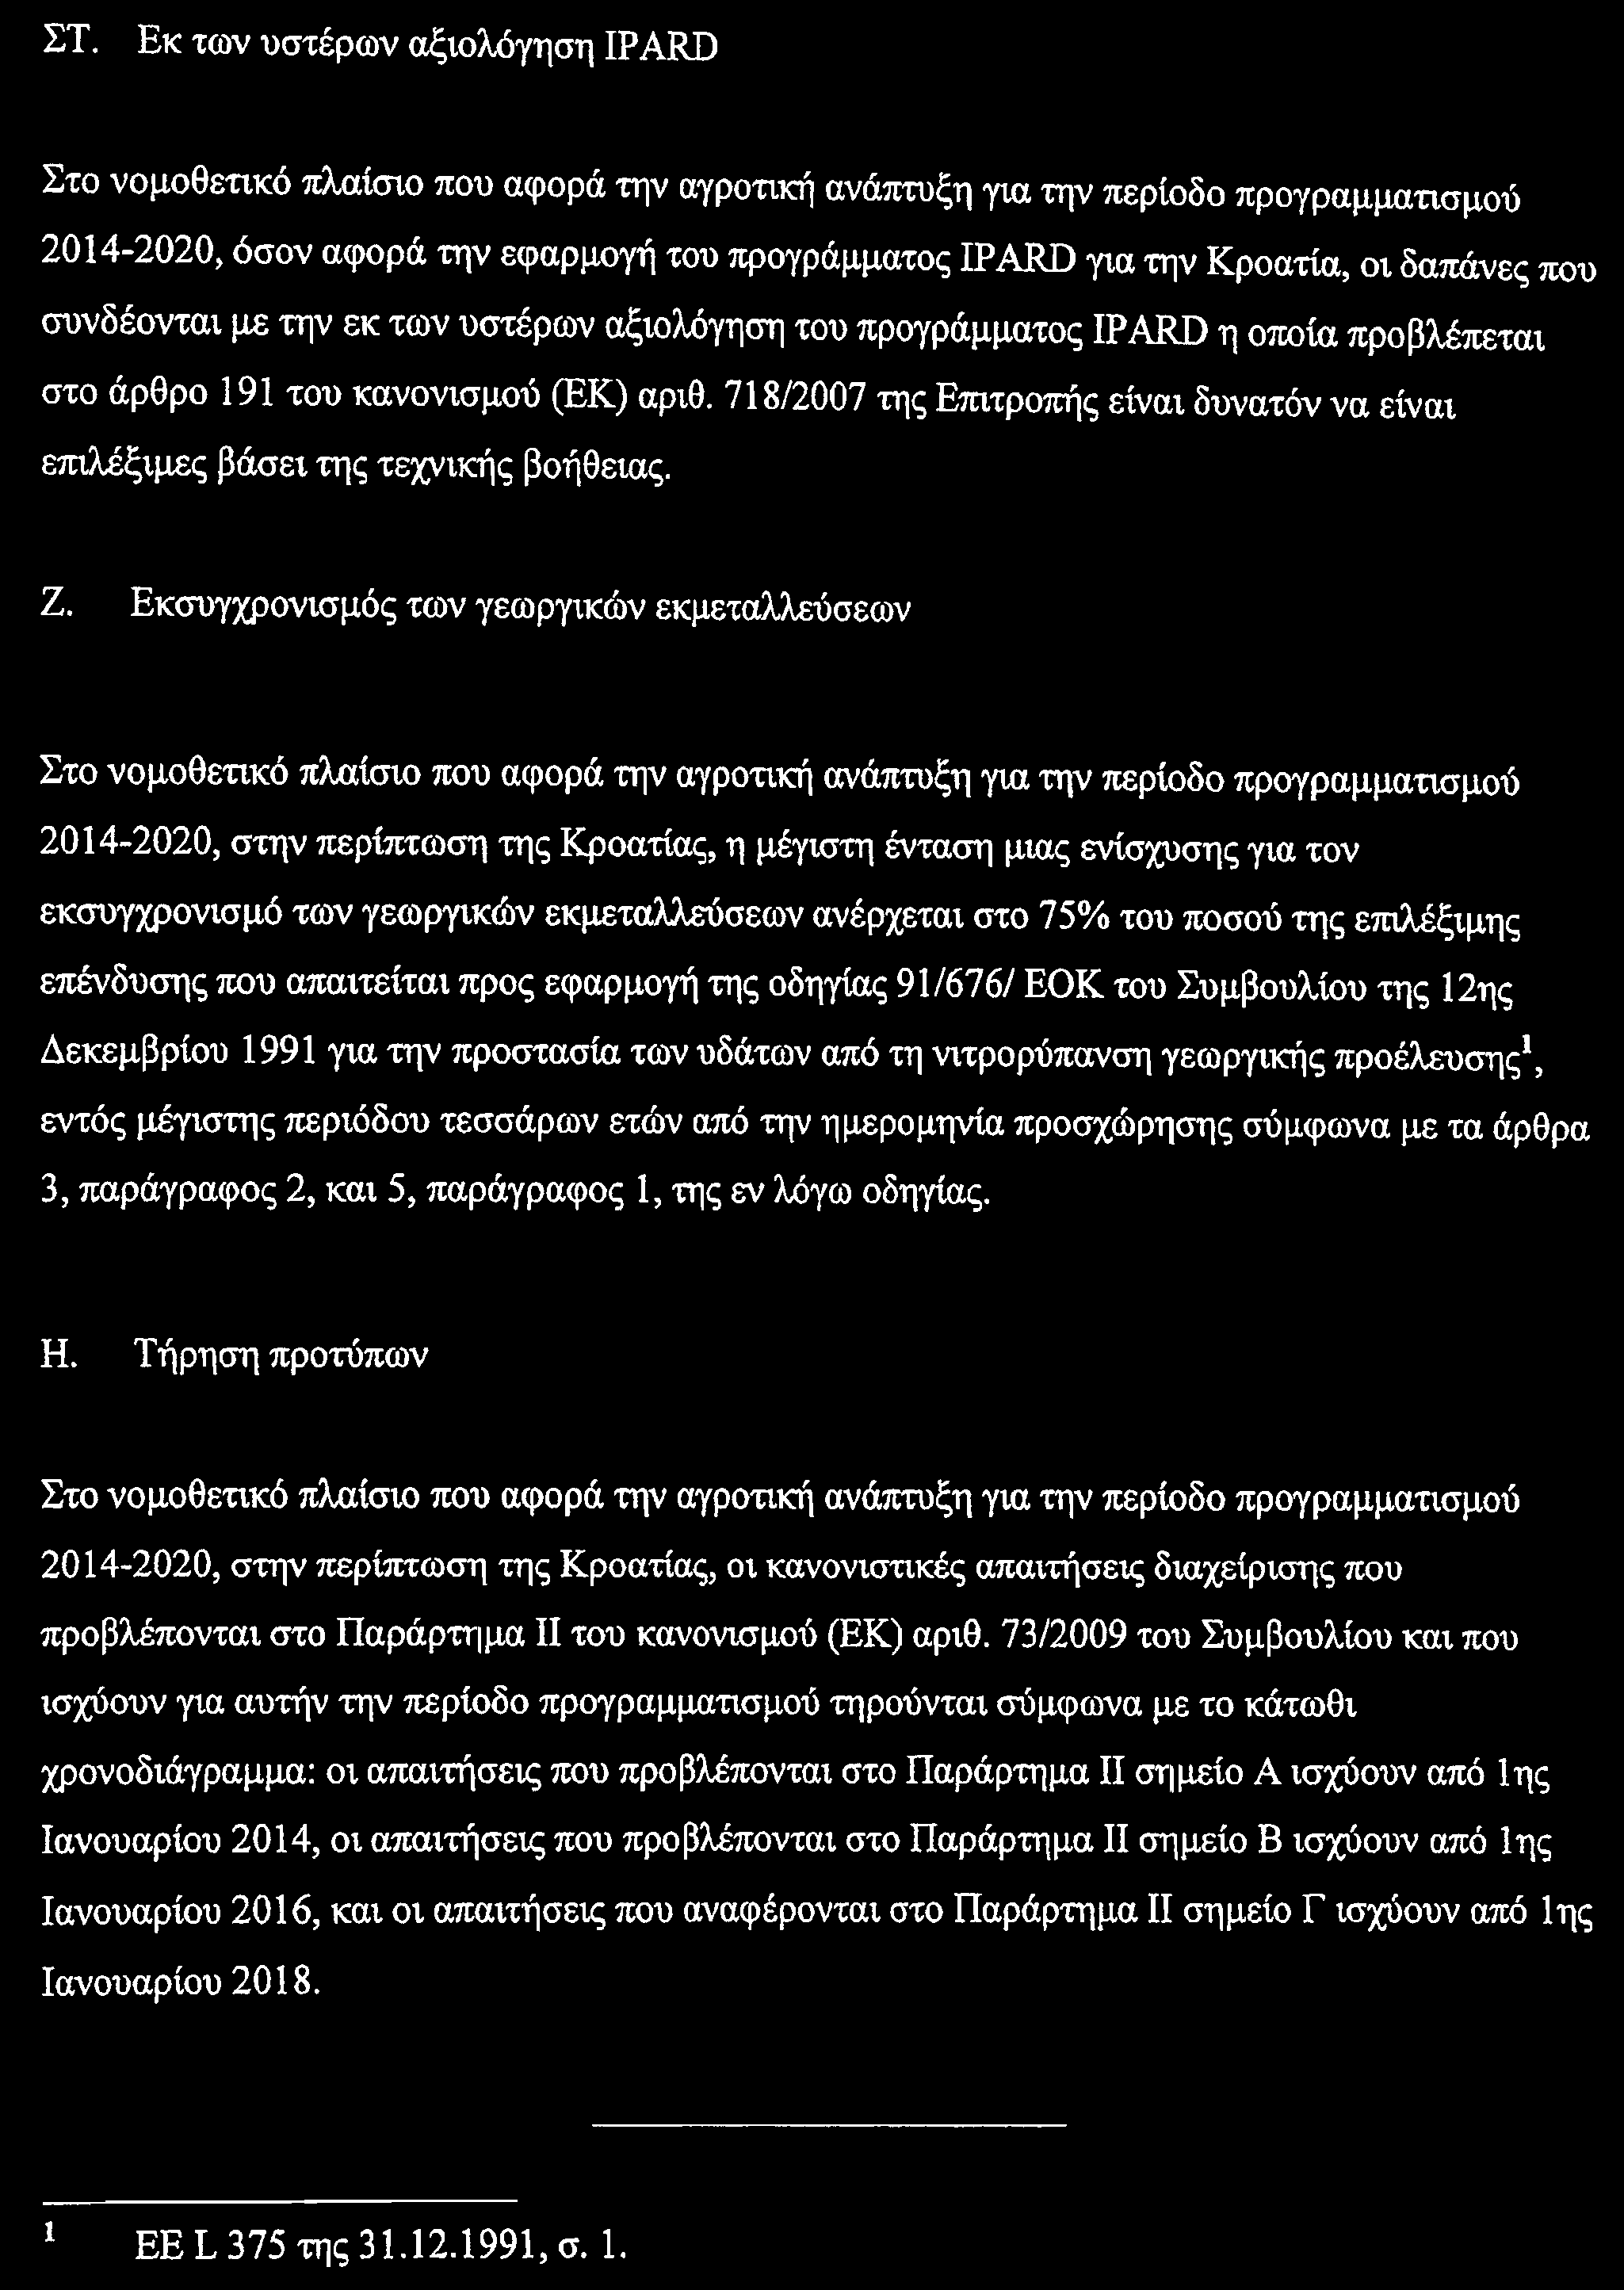 ΣΤ. Εκ των υστέρων αξιολόγηση IPARD
Στο νομοθετικό πλαίσιο που αφορά την αγροτική ανάπτυξη για την περίοδο προγραμματισμού
2014-2020, όσον αφορά την εφαρμογή του προγράμματος IPARD για την Κροατία, οι δαπάνες που
συνδέονται με την εκ των υστέρων αξιολόγηση του προγράμματος IPARD η οποία προβλέπεται
στο άρθρο 191 του κανονισμού (ΕΚ) αριθ. 718/2007 της Επιτροπής είναι δυνατόν να είναι
επιλέξιμες βάσει της τεχνικής βοήθειας.
Ζ. Εκσυγχρονισμός των γεωργικών εκμεταλλεύσεων
Στο νομοθετικό πλαίσιο που αφορά την αγροτική ανάπτυξη για την περίοδο προγραμματισμού
2014-2020, στην περίπτωση της Κροατίας, η μέγιστη ένταση μιας ενίσχυσης για τον
εκσυγχρονισμό των γεωργικών εκμεταλλεύσεων ανέρχεται στο 75% του ποσού της επιλέξιμης
επένδυσης που απαιτείται προς εφαρμογή της οδηγίας 91/676/ ΕΟΚ του Συμβουλίου της 12ης
Δεκεμβρίου 1991 για την προστασία των υδάτων από τη νιτρορύπανση γεωργικής προέλευσης¹,
εντός μέγιστης περιόδου τεσσάρων ετών από την ημερομηνία προσχώρησης σύμφωνα με τα άρθρα
3, παράγραφος 2, και 5, παράγραφος 1, της εν λόγω οδηγίας.
Η. Τήρηση προτύπων
Στο νομοθετικό πλαίσιο που αφορά την αγροτική ανάπτυξη για την περίοδο προγραμματισμού
2014-2020, στην περίπτωση της Κροατίας, οι κανονιστικές απαιτήσεις διαχείρισης που
προβλέπονται στο Παράρτημα ΙΙ του κανονισμού (ΕΚ) αριθ. 73/2009 του Συμβουλίου και που
ισχύουν για αυτήν την περίοδο προγραμματισμού τηρούνται σύμφωνα με το κάτωθι
χρονοδιάγραμμα: οι απαιτήσεις που προβλέπονται στο Παράρτημα ΙΙ σημείο Α ισχύουν από 1ης
Ιανουαρίου 2014, οι απαιτήσεις που προβλέπονται στο Παράρτημα ΙΙ σημείο Β ισχύουν από 1ης
Ιανουαρίου 2016, και οι απαιτήσεις που αναφέρονται στο Παράρτημα ΙΙ σημείο Γ ισχύουν από 1ης
Ιανουαρίου 2018.
¹ ΕΕ L 375 της 31.12.1991, σ. 1.